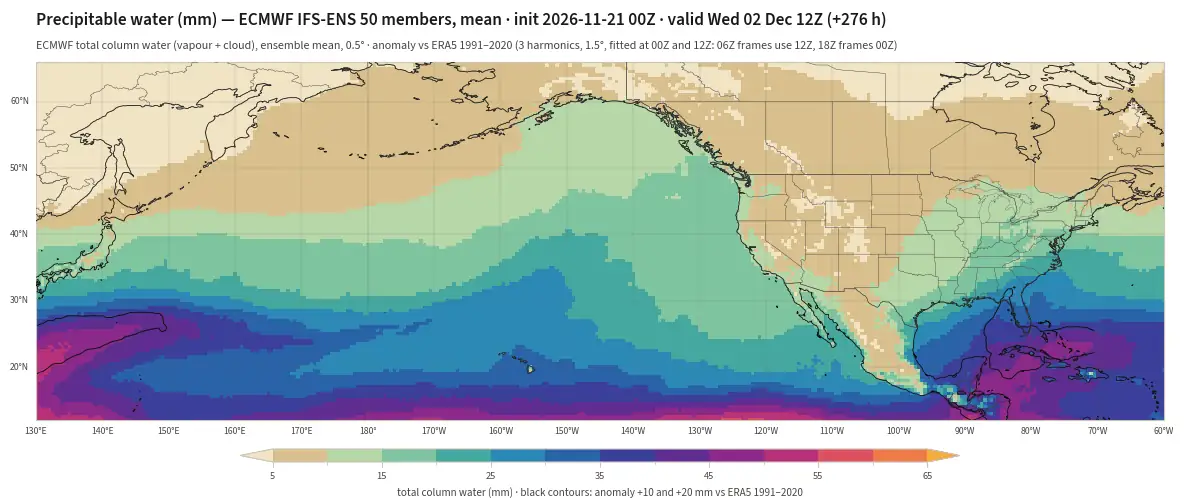 Precipitable water (mm) — ECMWF IFS-ENS 50 members, mean · init 2026-11-21 00Z · valid Wed 02 Dec 12Z (+276 h)
ECMWF total column water (vapour + cloud), ensemble mean, 0.5° · anomaly vs ERA5 1991–2020 (3 harmonics, 1.5°, fitted at 00Z and 12Z: 06Z frames use 12Z, 18Z frames 00Z)
60°N
50°N
40°N
30°N
20°N
130°E 140°E 150°E 160°E 170°E 180° 170°W 160°W 150°W 140°W 130°W 120°W 110°W 100°W 90°W 80°W 70°W 60°W
5 15 25 35 45 55 65
total column water (mm) · black contours: anomaly +10 and +20 mm vs ERA5 1991–2020